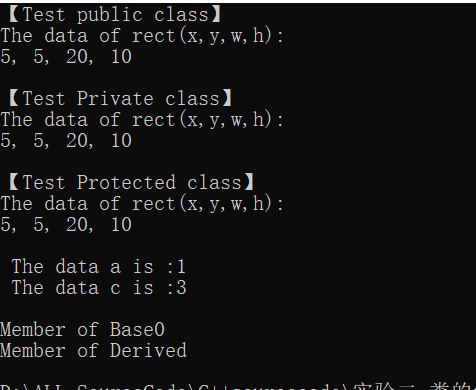 【Test public class】
The data of rect(x,y,w,h):
5, 5, 20, 10
【Test Private class】
The data of rect(x,y,w,h):
5, 5, 20, 10
【Test Protected class】
The data of rect(x,y,w,h):
5, 5, 20, 10
The data a is :1
The data c is :3
Member of Base0
Member of Derived